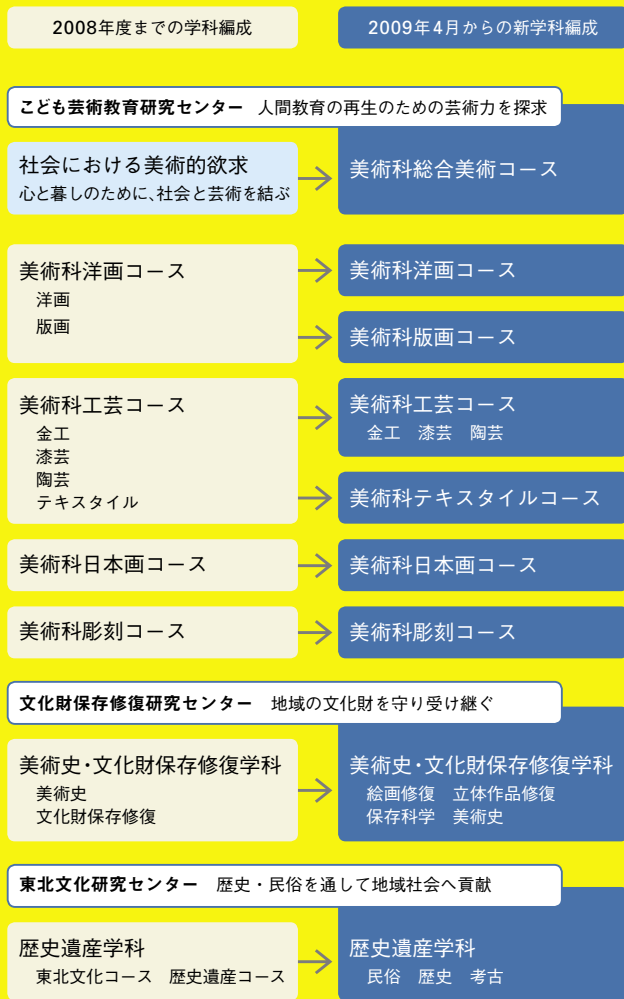 2008年度までの学科編成
2009年4月からの新学科編成
こども芸術教育研究センター　人間教育の再生のための芸術力を探求
社会における美術的欲求
心と暮しのために、社会と芸術を結ぶ
美術科総合美術コース
美術科洋画コース
洋画
版画
美術科洋画コース
美術科版画コース
美術科工芸コース
金工
漆芸
陶芸
テキスタイル
美術科工芸コース
金工　漆芸　陶芸
美術科テキスタイルコース
美術科日本画コース
美術科日本画コース
美術科彫刻コース
美術科彫刻コース
文化財保存修復研究センター　地域の文化財を守り受け継ぐ
美術史・文化財保存修復学科
美術史
文化財保存修復
美術史・文化財保存修復学科
絵画修復　立体作品修復
保存科学　美術史
東北文化研究センター　歴史・民俗を通して地域社会へ貢献
歴史遺産学科
東北文化コース　歴史遺産コース
歴史遺産学科
民俗　歴史　考古